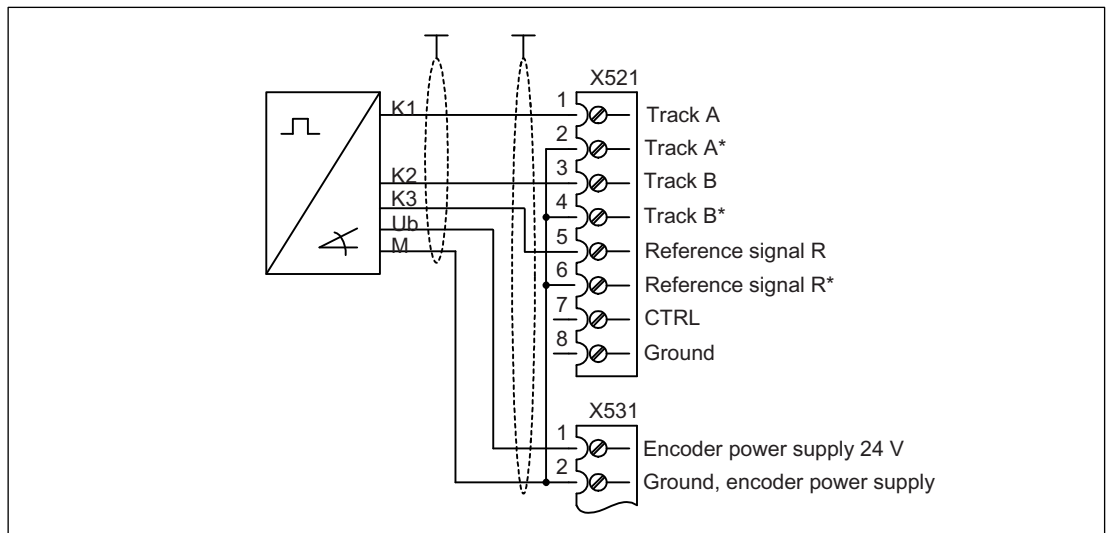 X521
K1
1
Track A
2
Track A*
K2
3
Track B
K3
4
Track B*
Ub
5
Reference signal R
M
6
Reference signal R*
7
CTRL
8
Ground
X531
1
Encoder power supply 24 V
2
Ground, encoder power supply